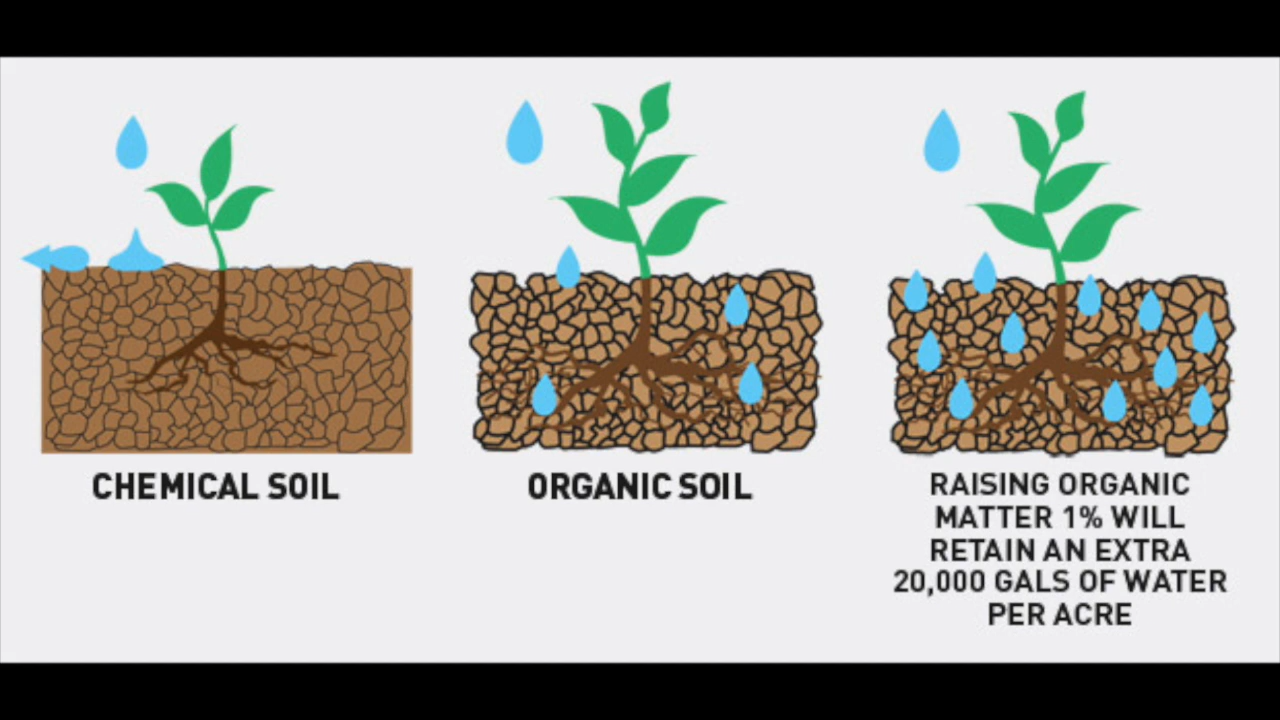 CHEMICAL SOIL
ORGANIC SOIL
RAISING ORGANIC
MATTER 1% WILL
RETAIN AN EXTRA
20,000 GALS OF WATER
PER ACRE